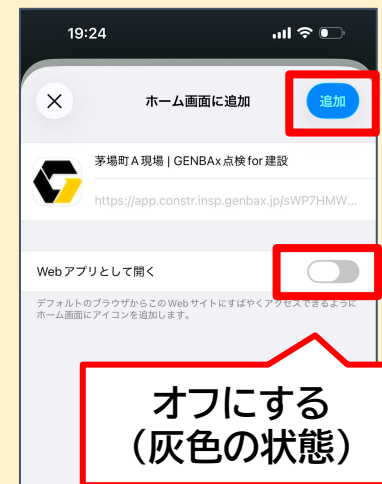 19:24
ホーム画面に追加
追加
茅場町A現場 | GENBAx点検 for 建設
https://app.constr.insp.genbax.jp/sWP7HMW...
Webアプリとして開く
デフォルトのブラウザからこのWebサイトにすばやくアクセスできるように
ホーム画面にアイコンを追加します。
オフにする
（灰色の状態）